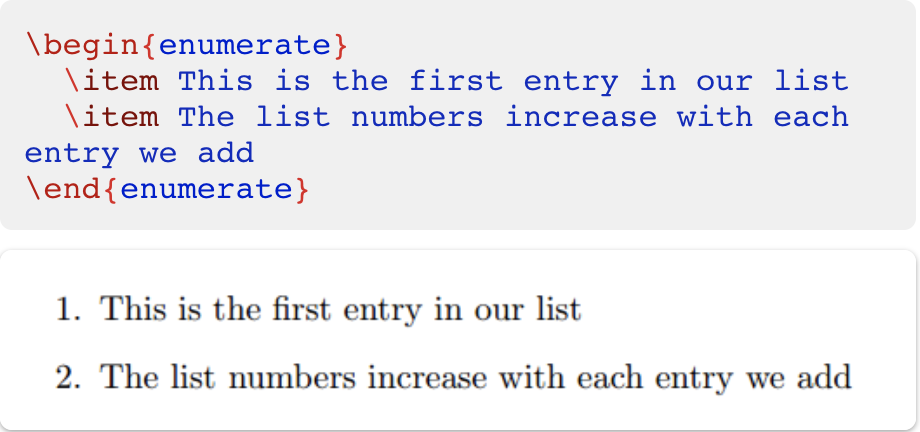 \begin{enumerate}
  \item This is the first entry in our list
  \item The list numbers increase with each
entry we add
\end{enumerate}
1. This is the first entry in our list
2. The list numbers increase with each entry we add